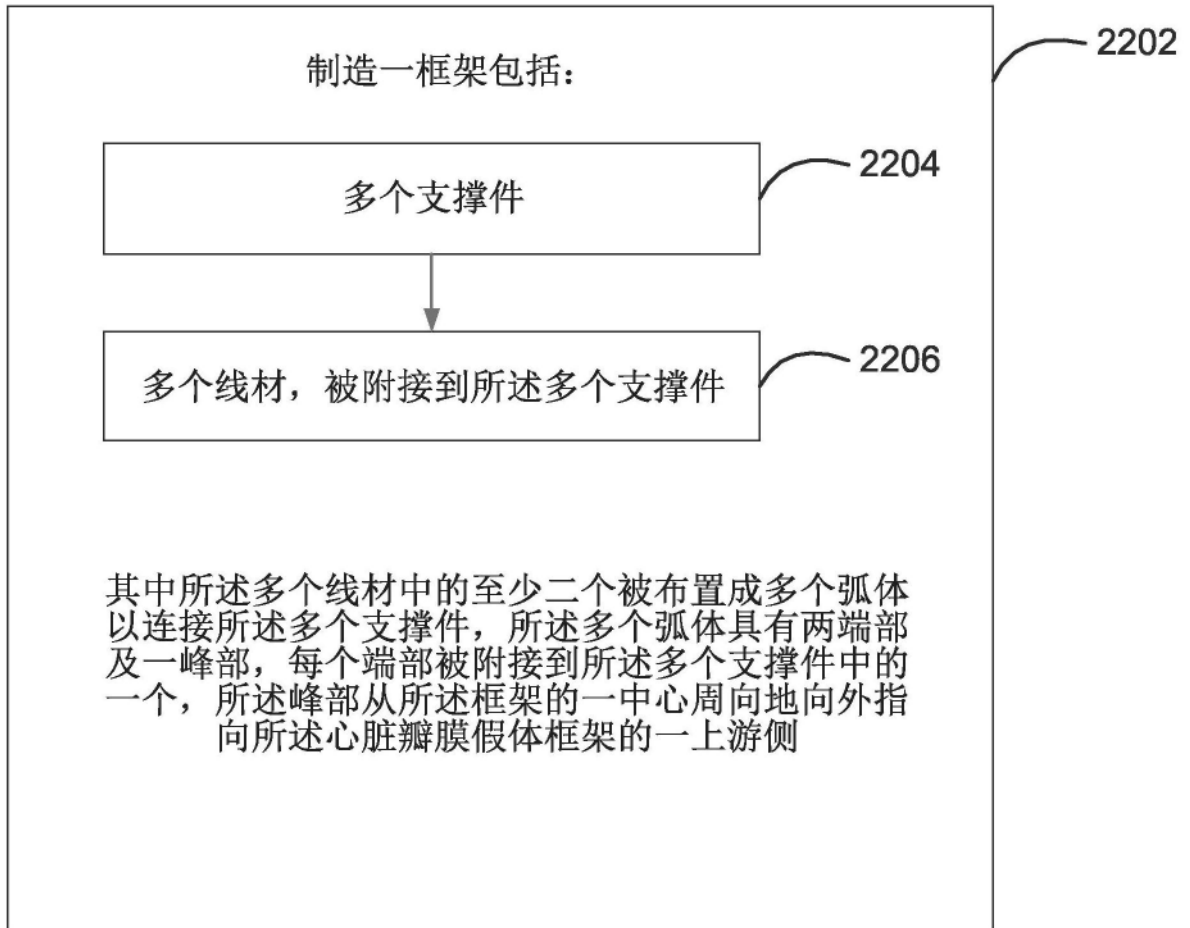 2202
制造一框架包括：
2204
多个支撑件
2206
多个线材，被附接到所述多个支撑件
其中所述多个线材中的至少二个被布置成多个弧体
以连接所述多个支撑件，所述多个弧体具有两端部
及一峰部，每个端部被附接到所述多个支撑件中的
一个，所述峰部从所述框架的一中心周向地向外指
向所述心脏瓣膜假体框架的一上游侧